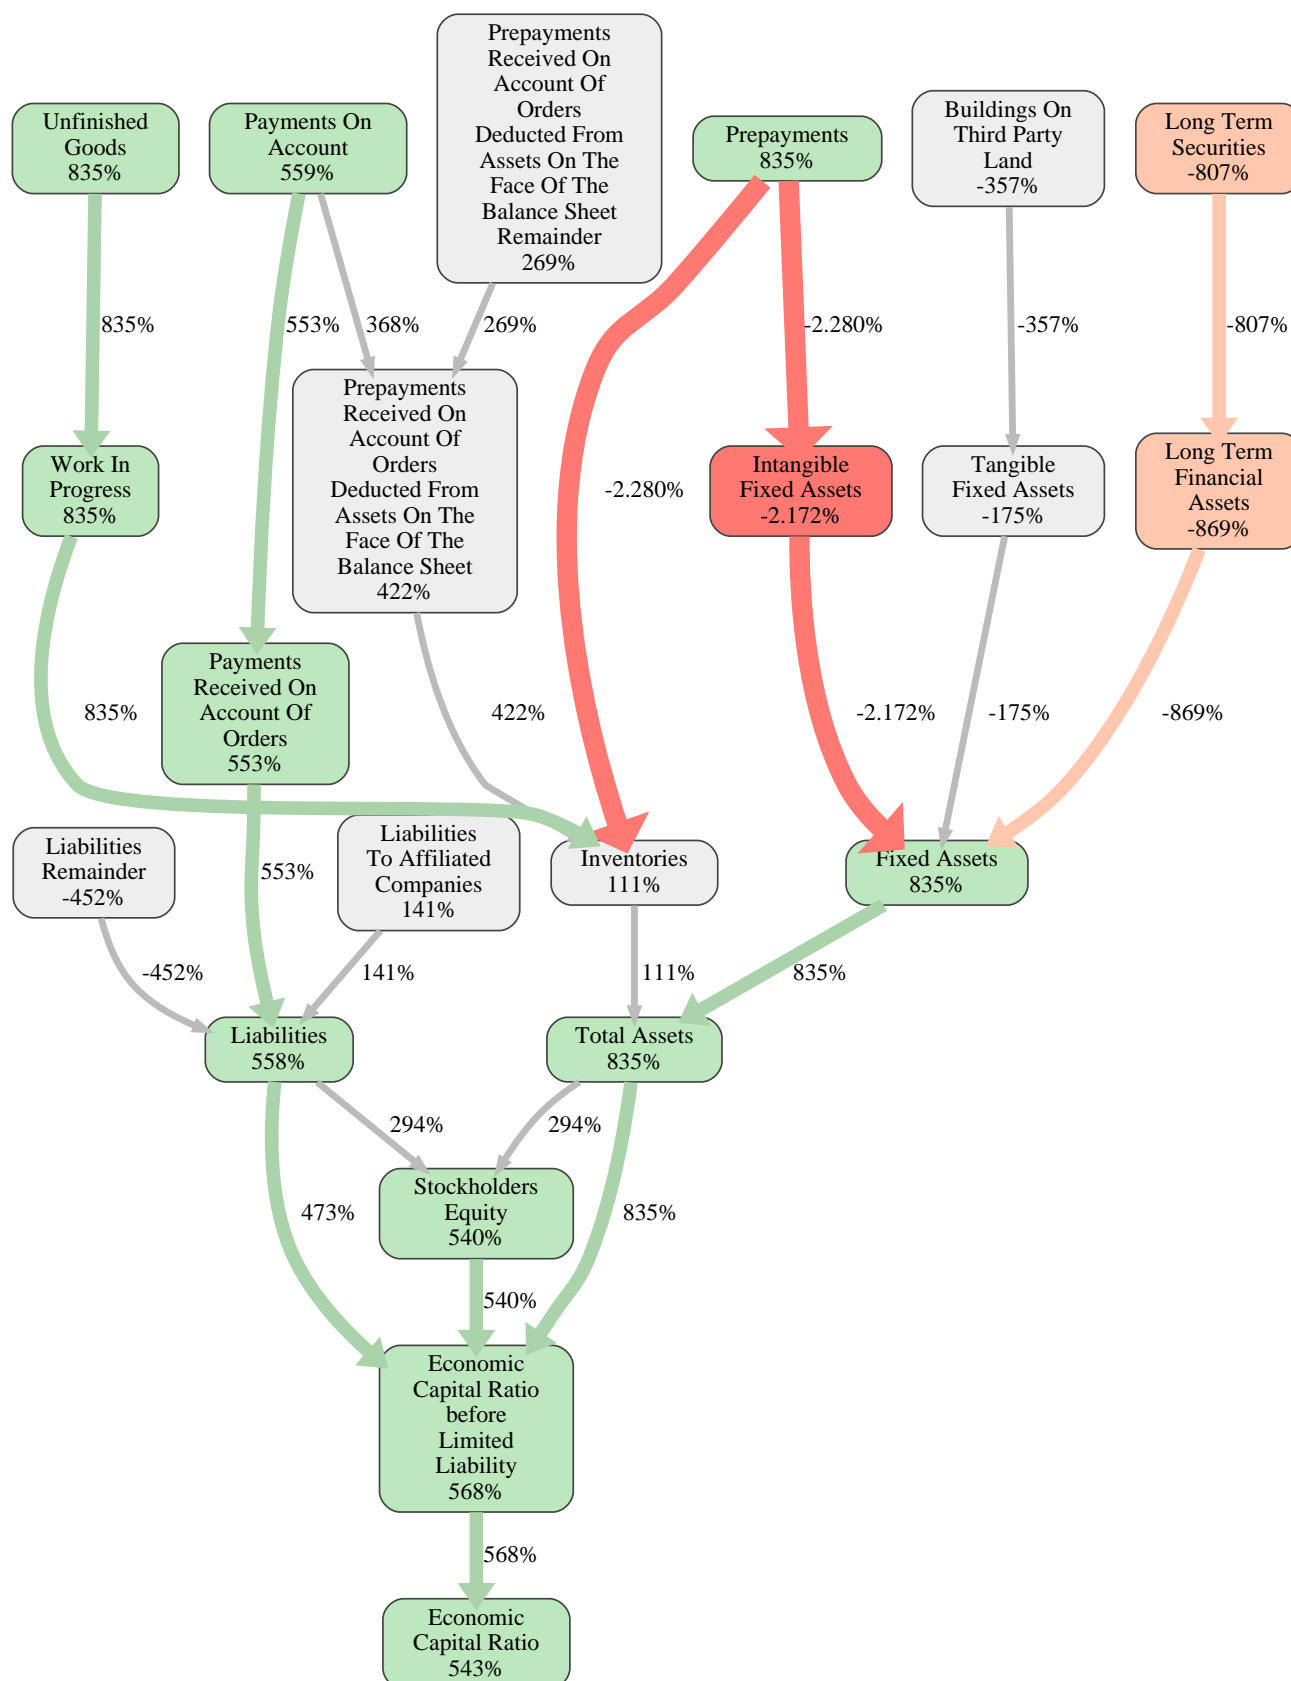 Prepayments
Received On
Account Of
Orders
Deducted From
Assets On The
Face Of The
Balance Sheet
Remainder
269%
Unfinished
Goods
835%
Payments On
Account
559%
Prepayments
835%
Buildings On
Third Party
Land
-357%
Long Term
Securities
-807%
835%
553%
368%
269%
-2.280%
-357%
-807%
Prepayments
Received On
Account Of
Orders
Deducted From
Assets On The
Face Of The
Balance Sheet
422%
Work In
Progress
835%
-2.280%
Intangible
Fixed Assets
-2.172%
Tangible
Fixed Assets
-175%
Long Term
Financial
Assets
-869%
Payments
Received On
Account Of
Orders
553%
835%
422%
-2.172%
-175%
-869%
Liabilities
Remainder
-452%
553%
Liabilities
To Affiliated
Companies
141%
Inventories
111%
Fixed Assets
835%
-452%
141%
111%
835%
Liabilities
558%
Total Assets
835%
294%
294%
473%
Stockholders
Equity
540%
835%
540%
Economic
Capital Ratio
before
Limited
Liability
568%
568%
Economic
Capital Ratio
543%